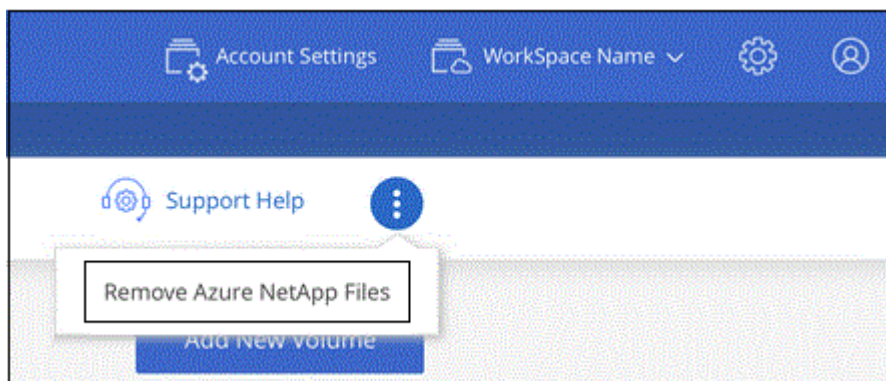 Account Settings WorkSpace Name
Support Help
Remove Azure NetApp Files
Add New Volume